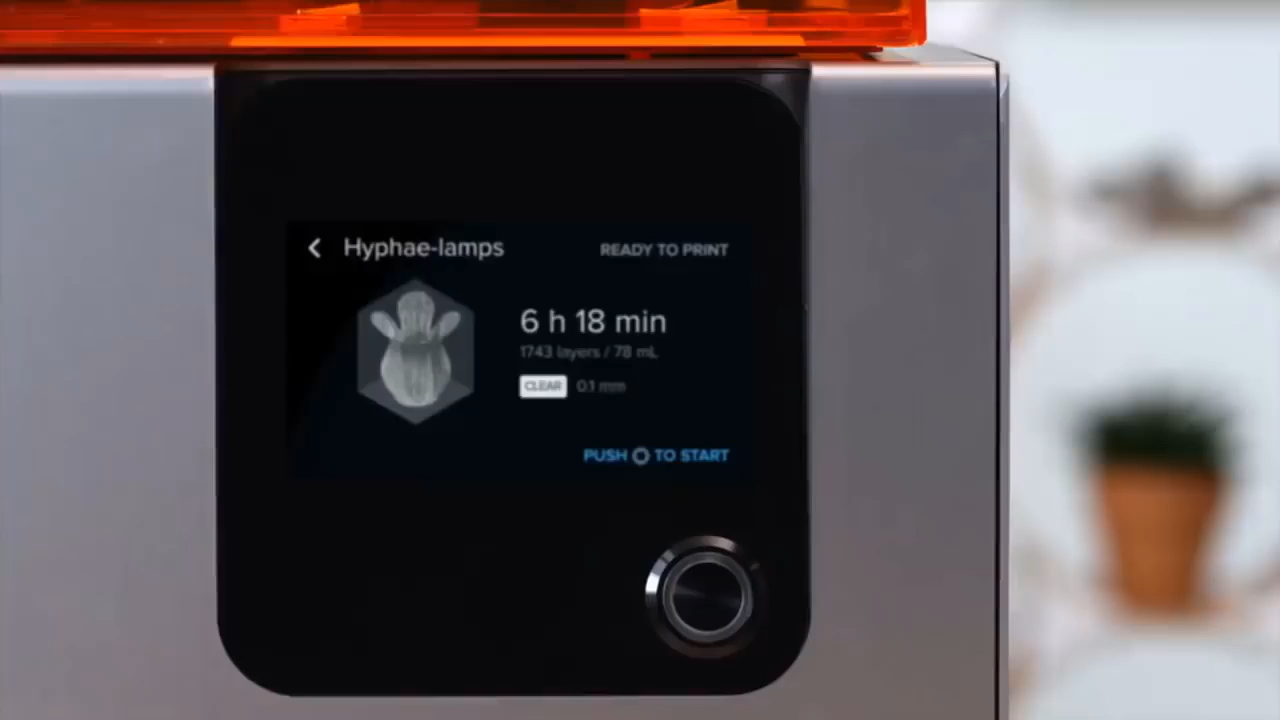 Hyphae-lamps
READY TO PRINT
6 h 18 min
1743 layers / 78 mL
CLEAR 0.1 mm
PUSH TO START